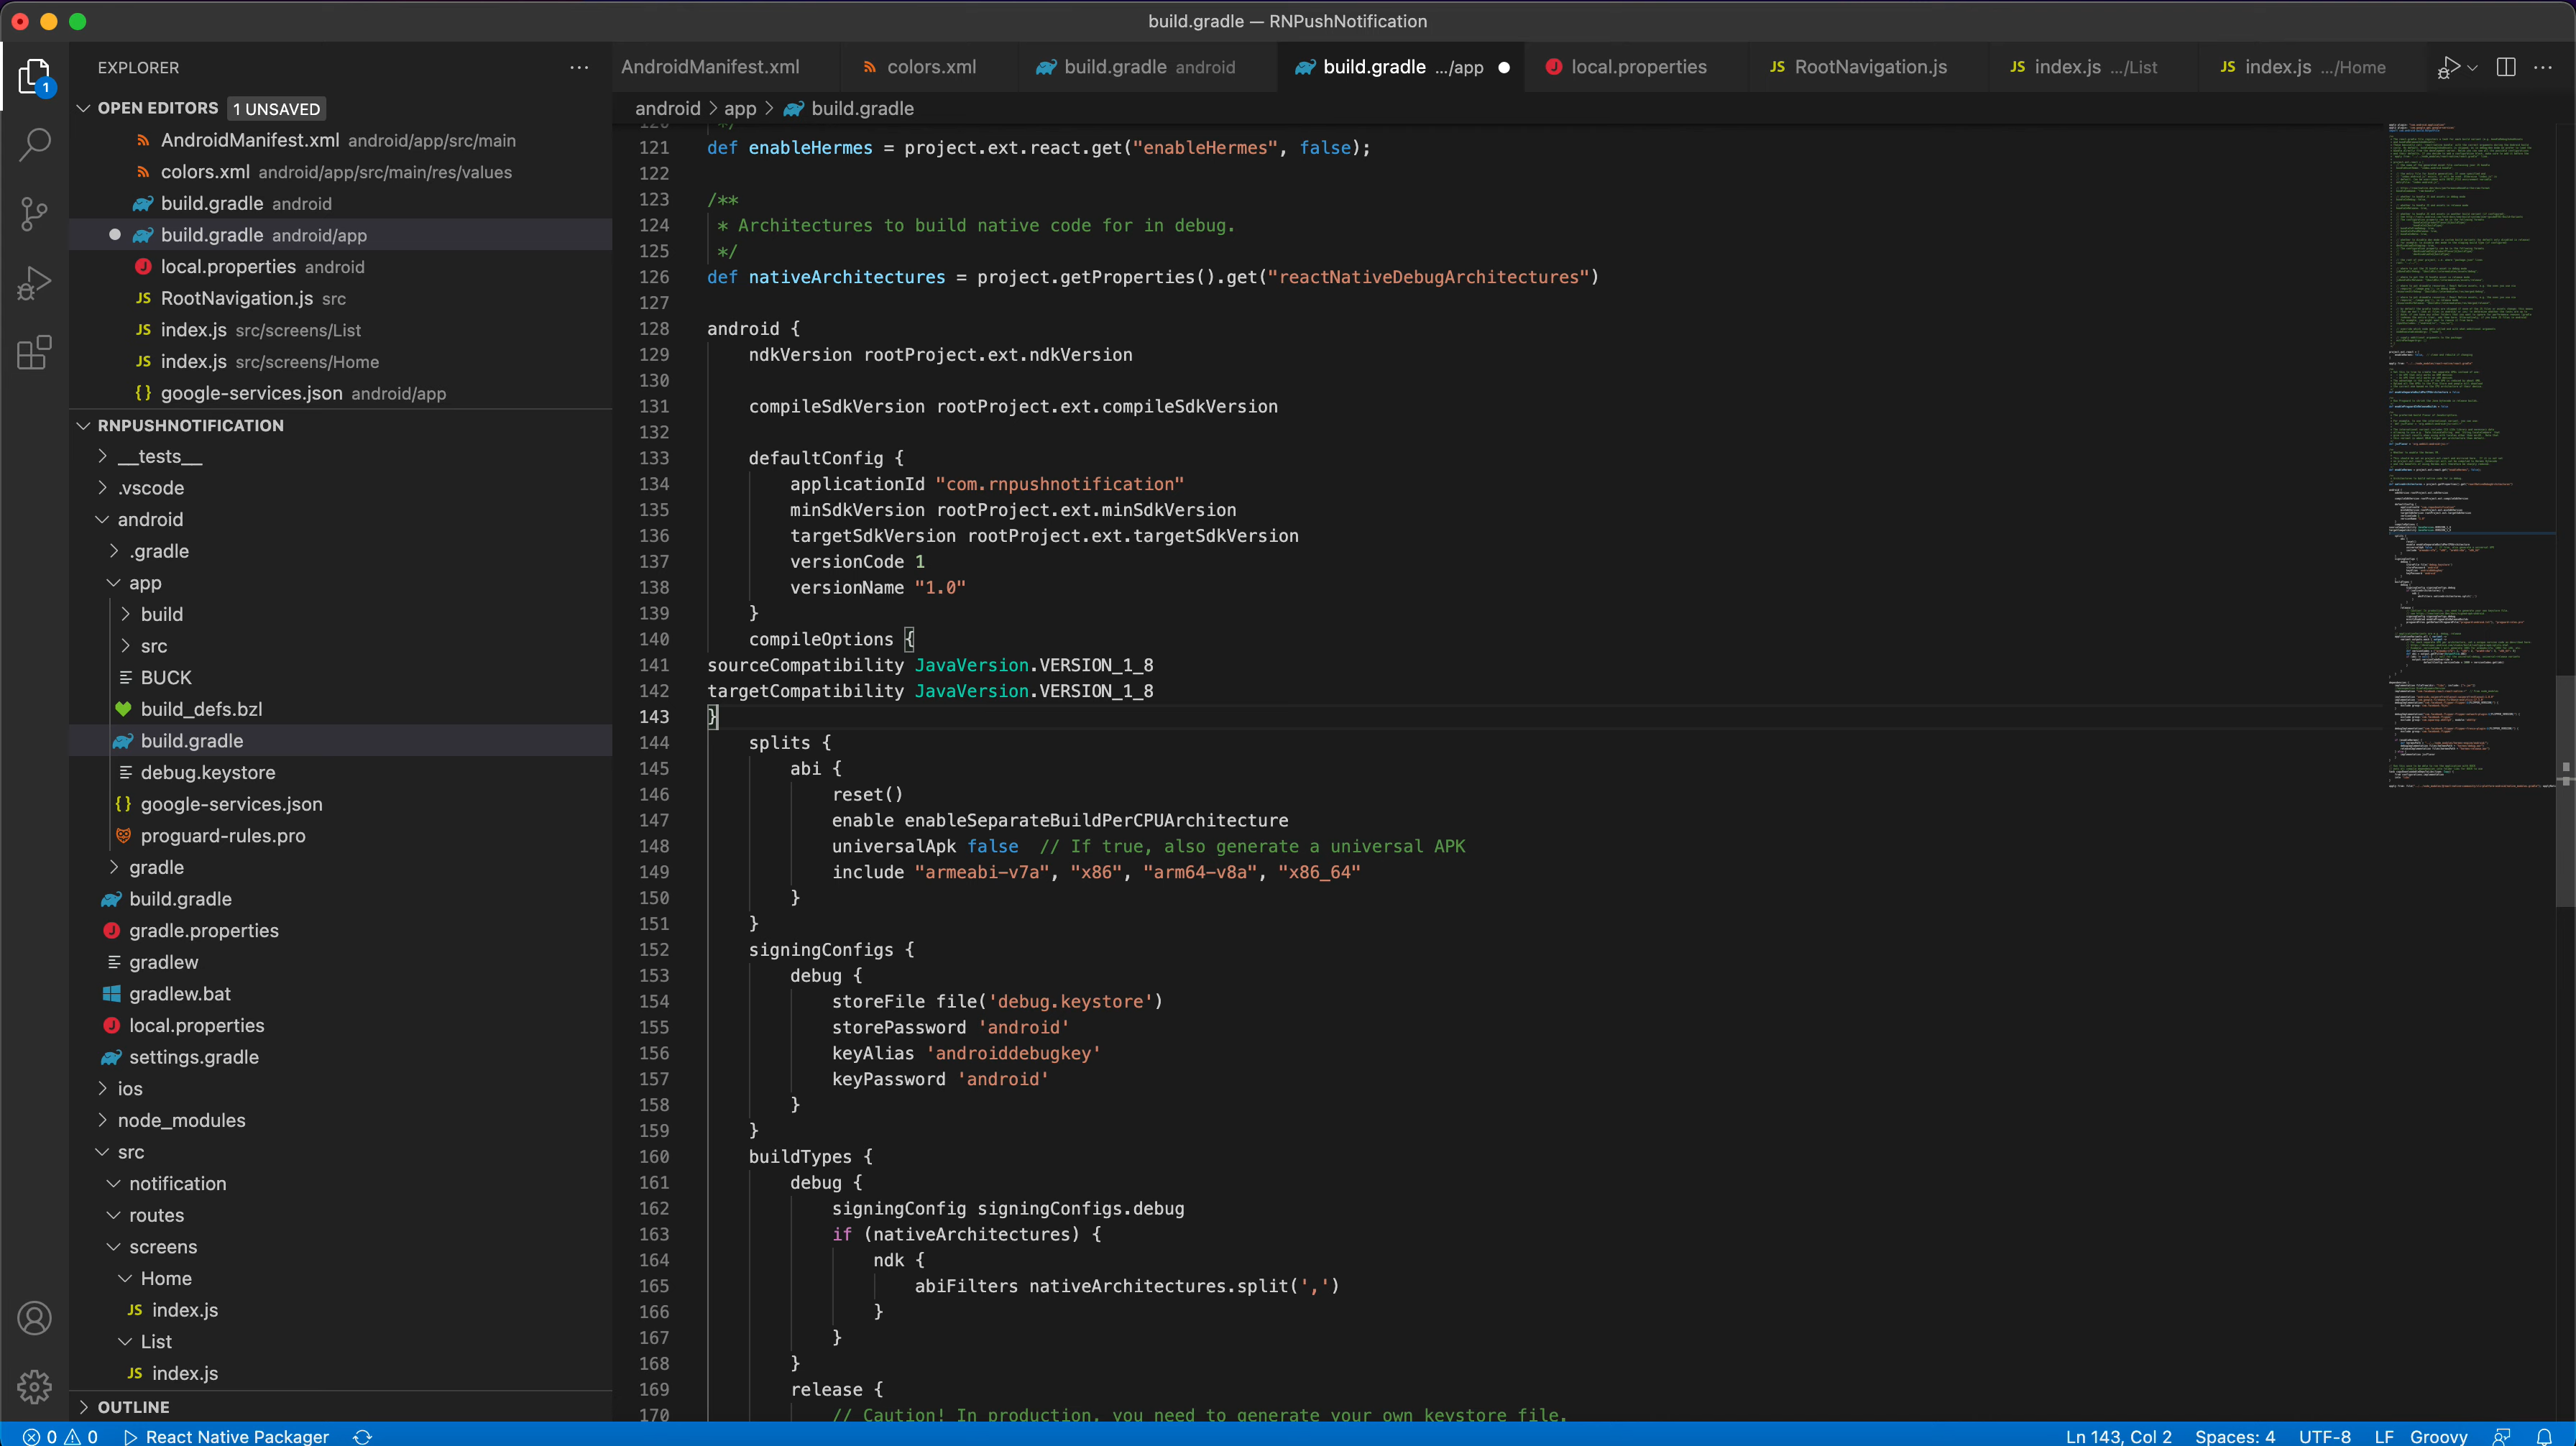 build.gradle — RNPushNotification
EXPLORER
OPEN EDITORS 1 UNSAVED
AndroidManifest.xml android/app/src/main
colors.xml android/app/src/main/res/values
build.gradle android
build.gradle android/app
local.properties android
JS RootNavigation.js src
JS index.js src/screens/List
JS index.js src/screens/Home
{} google-services.json android/app
RNPUSHNOTIFICATION
__tests__
.vscode
android
.gradle
app
build
src
BUCK
build_defs.bzl
build.gradle
debug.keystore
{} google-services.json
proguard-rules.pro
gradle
build.gradle
gradle.properties
gradlew
gradlew.bat
local.properties
settings.gradle
ios
node_modules
src
notification
routes
screens
Home
JS index.js
List
JS index.js
OUTLINE
AndroidManifest.xml colors.xml build.gradle android build.gradle .../app local.properties JS RootNavigation.js JS index.js .../List JS index.js .../Home
android > app > build.gradle
120 */
121 def enableHermes = project.ext.react.get("enableHermes", false);
122
123 /**
124 * Architectures to build native code for in debug.
125 */
126 def nativeArchitectures = project.getProperties().get("reactNativeDebugArchitectures")
127
128 android {
129 ndkVersion rootProject.ext.ndkVersion
130
131 compileSdkVersion rootProject.ext.compileSdkVersion
132
133 defaultConfig {
134 applicationId "com.rnpushnotification"
135 minSdkVersion rootProject.ext.minSdkVersion
136 targetSdkVersion rootProject.ext.targetSdkVersion
137 versionCode 1
138 versionName "1.0"
139 }
140 compileOptions {
141 sourceCompatibility JavaVersion.VERSION_1_8
142 targetCompatibility JavaVersion.VERSION_1_8
143 }
144 splits {
145 abi {
146 reset()
147 enable enableSeparateBuildPerCPUArchitecture
148 universalApk false // If true, also generate a universal APK
149 include "armeabi-v7a", "x86", "arm64-v8a", "x86_64"
150 }
151 }
152 signingConfigs {
153 debug {
154 storeFile file('debug.keystore')
155 storePassword 'android'
156 keyAlias 'androiddebugkey'
157 keyPassword 'android'
158 }
159 }
160 buildTypes {
161 debug {
162 signingConfig signingConfigs.debug
163 if (nativeArchitectures) {
164 ndk {
165 abiFilters nativeArchitectures.split(',')
166 }
167 }
168 }
169 release {
170 // Caution! In production, you need to generate your own keystore file.
0 0 React Native Packager
Ln 143, Col 2 Spaces: 4 UTF-8 LF Groovy